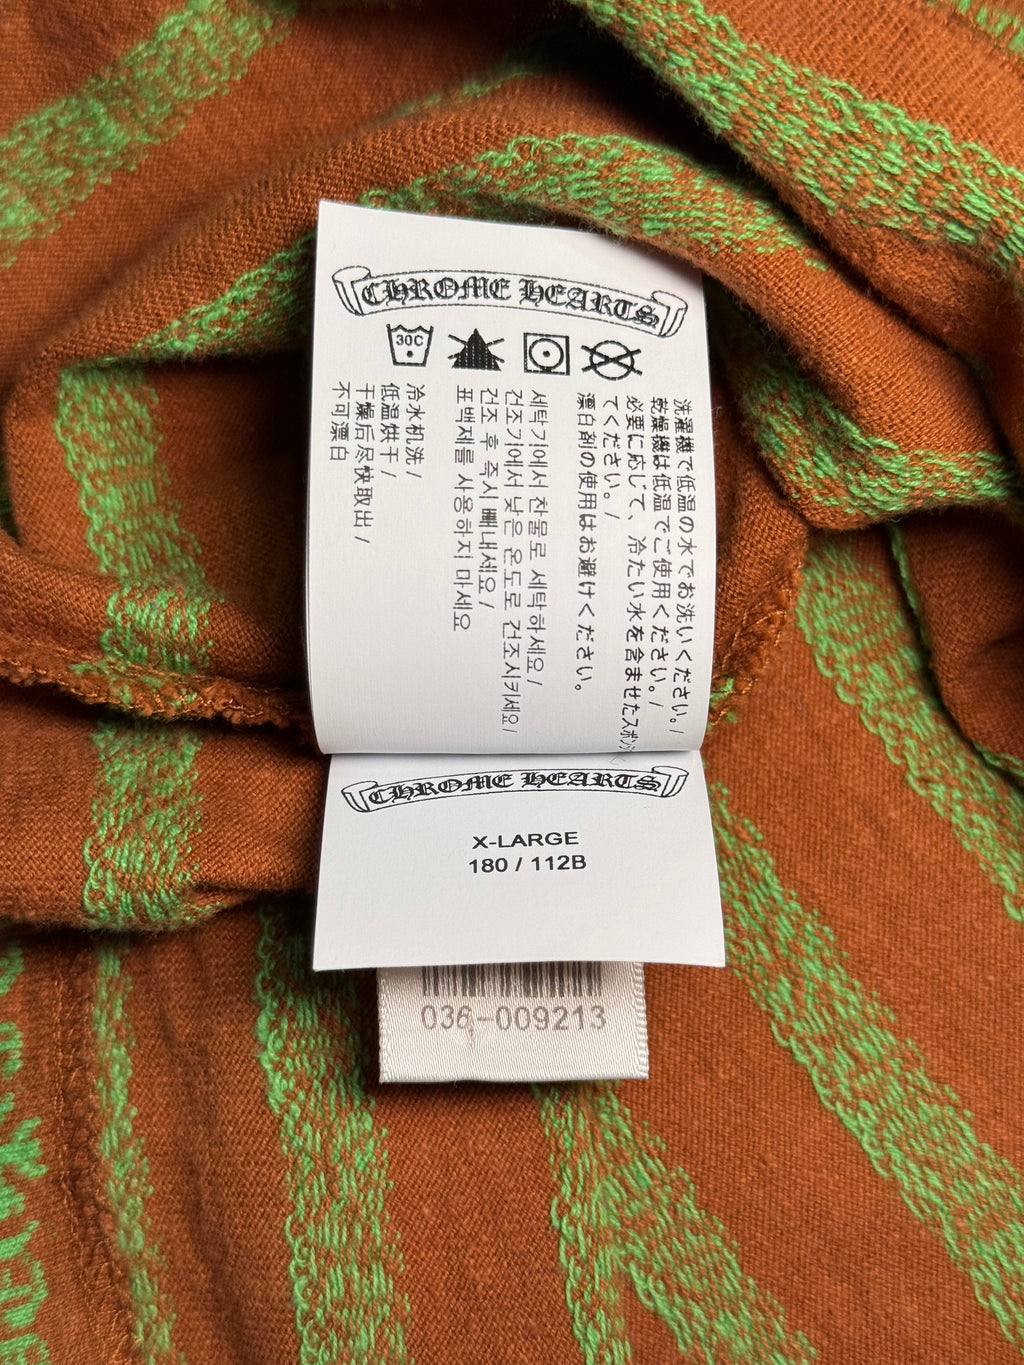 CHROME HEARTS
30C
洗濯機で低温の水でお洗いください。/
乾燥機は低温でご使用ください。/
必要に応じて、冷たい水を含ませたスポンジ
てください。/
漂白剤の使用はお避けください。
세탁기에서 찬물로 세탁하세요/
건조기에서 낮은 온도로 건조시키세요/
건조 후 즉시 빼내세요/
표백제를 사용하지 마세요
冷水机洗/
低温烘干/
干燥后尽快取出/
不可漂白
CHROME HEARTS
X-LARGE
180 / 112B
036-009213